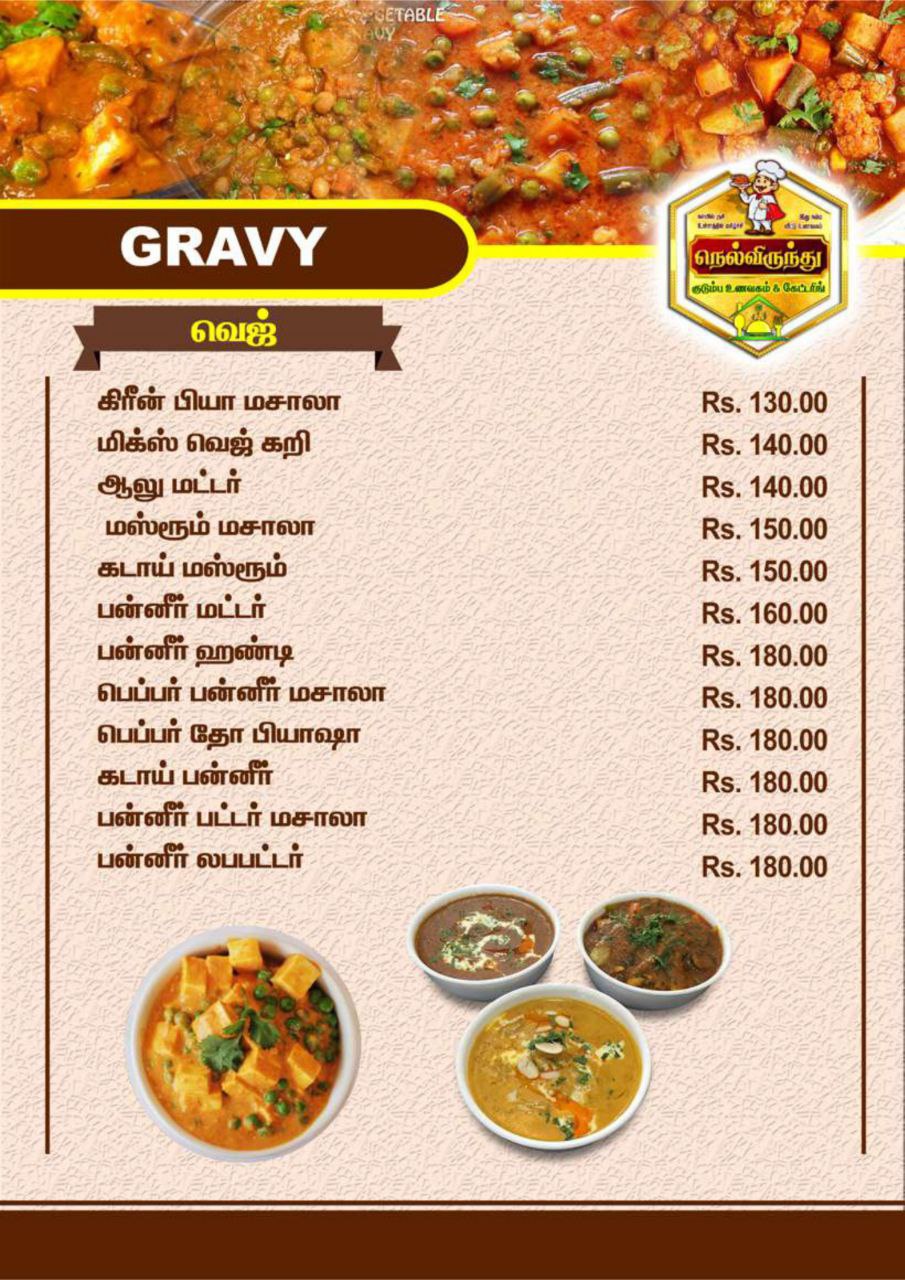 GETABLE
GRAVY
நெல்விருந்து
குடும்ப உணவகம் & கேட்டரிங்
வெஜ்
கிரீன் பியா மசாலா Rs. 130.00
மிக்ஸ் வெஜ் கறி Rs. 140.00
ஆலு மட்டர் Rs. 140.00
மஸ்ரூம் மசாலா Rs. 150.00
கடாய் மஸ்ரூம் Rs. 150.00
பன்னீர் மட்டர் Rs. 160.00
பன்னீர் ஹண்டி Rs. 180.00
பெப்பர் பன்னீர் மசாலா Rs. 180.00
பெப்பர் தோ பியாஷா Rs. 180.00
கடாய் பன்னீர் Rs. 180.00
பன்னீர் பட்டர் மசாலா Rs. 180.00
பன்னீர் லபபட்டர் Rs. 180.00